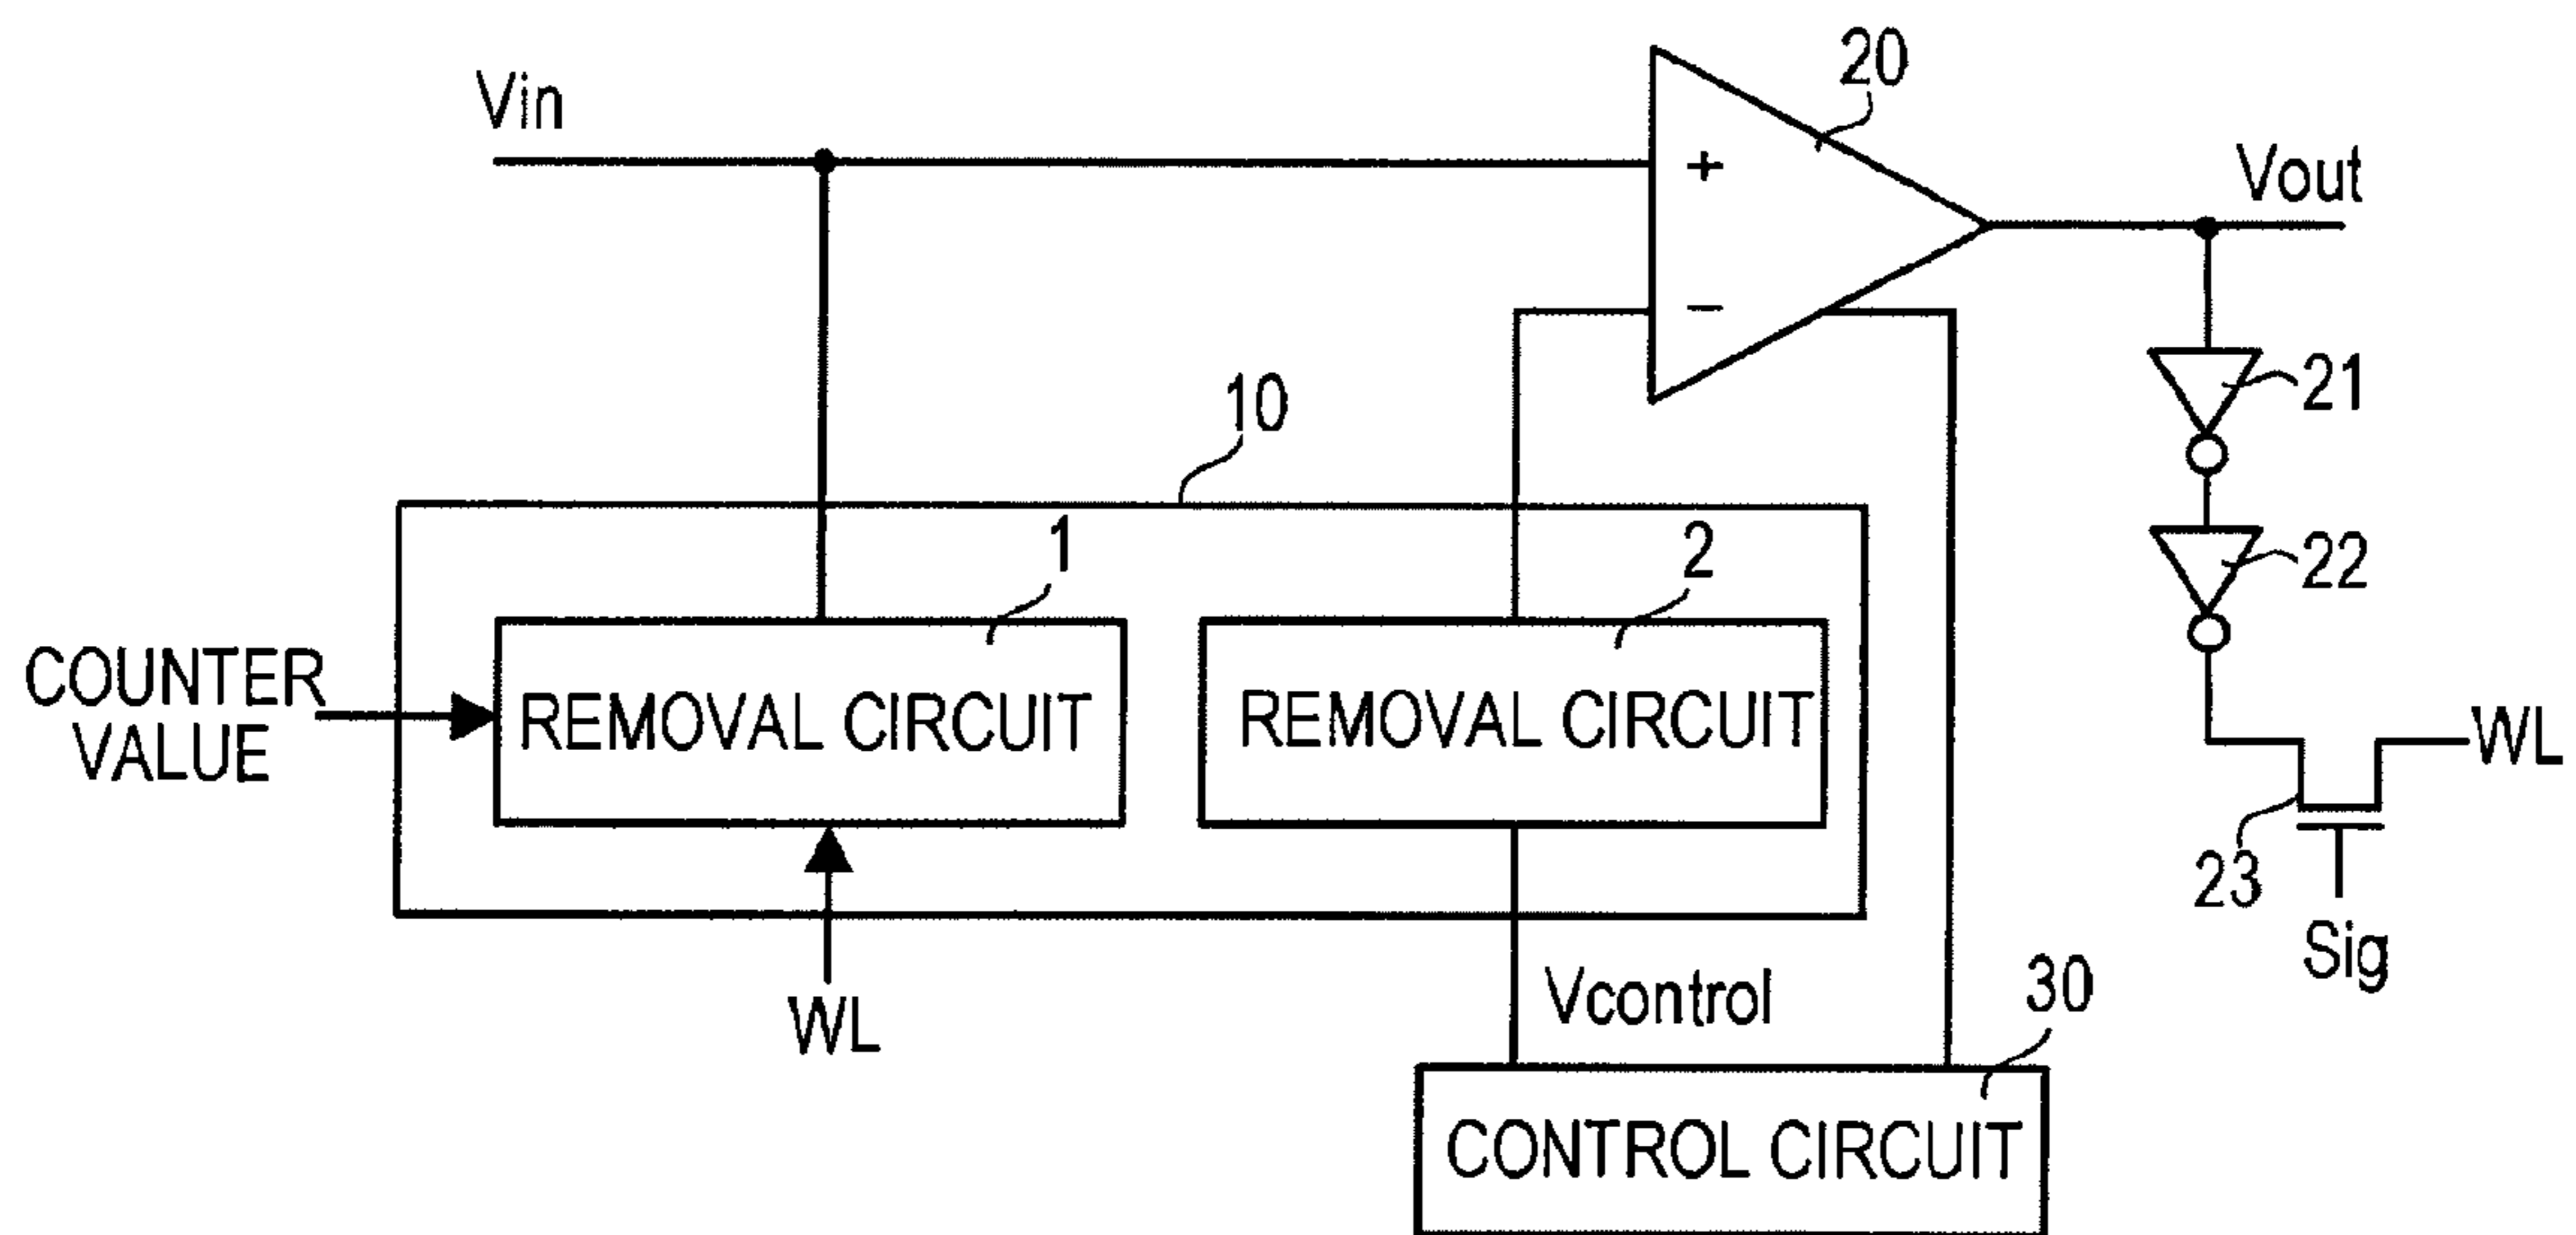 20
Vin
+
Vout
−
21
10
1
2
22
COUNTER
VALUE
REMOVAL CIRCUIT
REMOVAL CIRCUIT
WL
23
Sig
WL
Vcontrol
30
CONTROL CIRCUIT